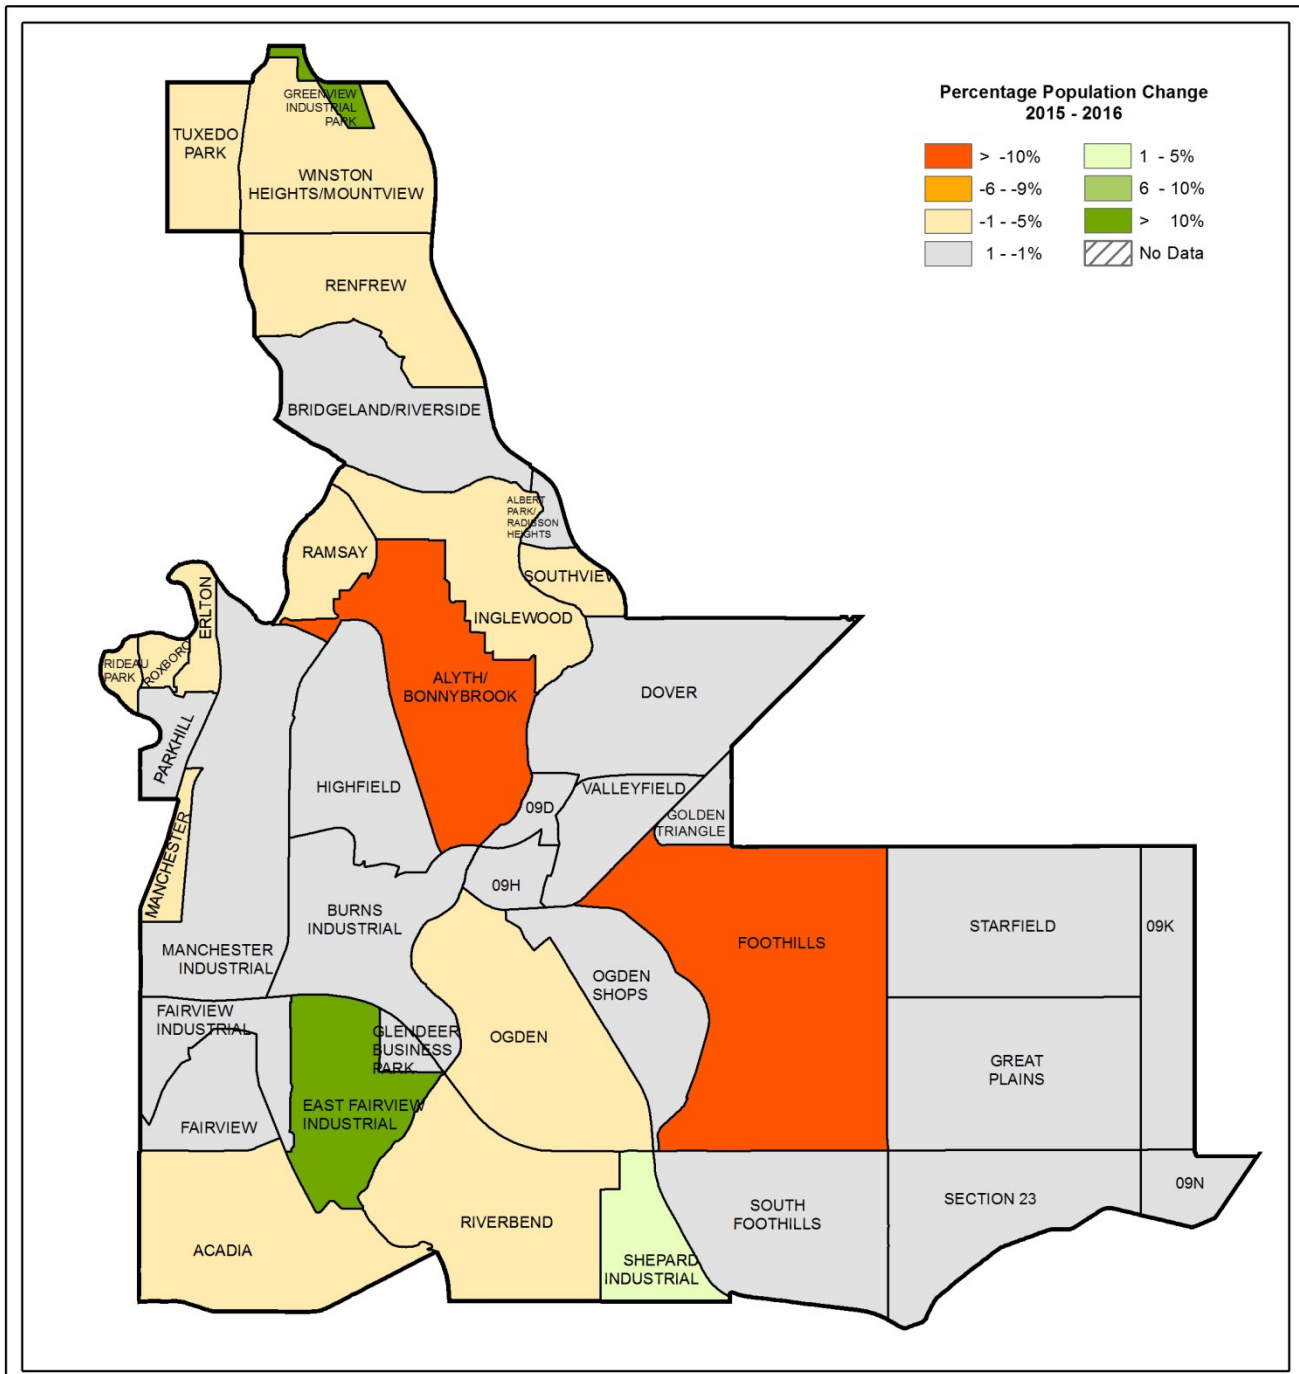 Percentage Population Change
2015 - 2016
> -10%
-6 - -9%
-1 - -5%
1 - -1%
1 - 5%
6 - 10%
> 10%
No Data
GREENVIEW
INDUSTRIAL
PARK
TUXEDO
PARK
WINSTON
HEIGHTS/MOUNTVIEW
RENFREW
BRIDGELAND/RIVERSIDE
ALBERT
PARK/
RADISSON
HEIGHTS
RAMSAY
SOUTHVIEW
ERLTON
INGLEWOOD
RIDEAU
PARK
ROXBORO
ALYTH/
BONNYBROOK
DOVER
PARKHILL
HIGHFIELD
09D
VALLEYFIELD
GOLDEN
TRIANGLE
MANCHESTER
09H
BURNS
INDUSTRIAL
FOOTHILLS
STARFIELD
09K
MANCHESTER
INDUSTRIAL
OGDEN
SHOPS
FAIRVIEW
INDUSTRIAL
GLENDEER
BUSINESS
PARK
OGDEN
GREAT
PLAINS
EAST FAIRVIEW
INDUSTRIAL
FAIRVIEW
09N
SECTION 23
SOUTH
FOOTHILLS
RIVERBEND
ACADIA
SHEPARD
INDUSTRIAL